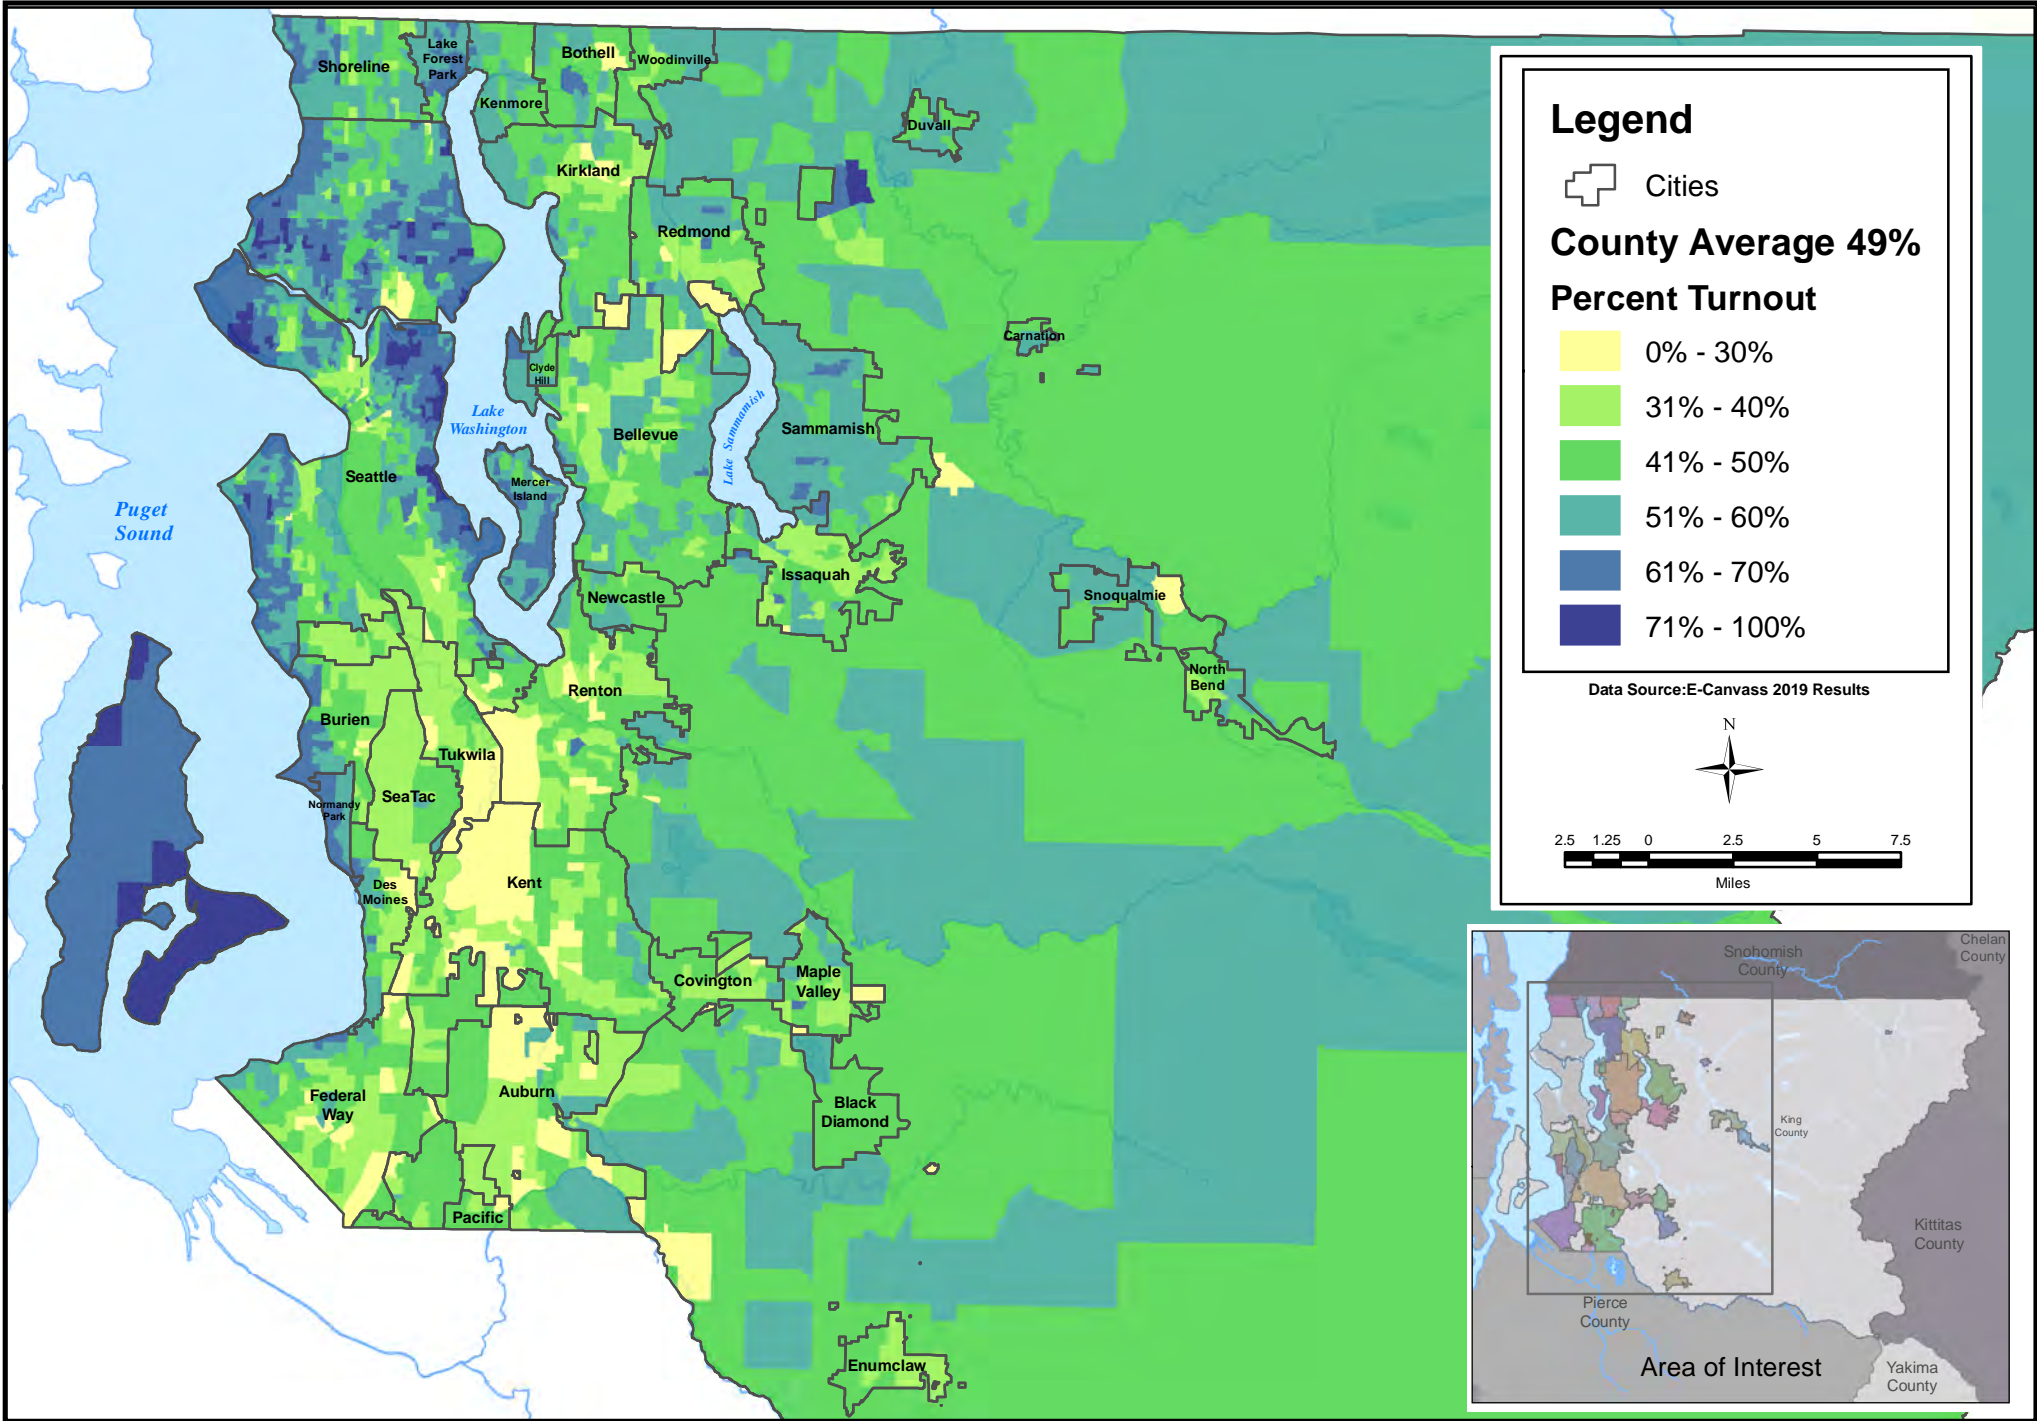 Shoreline
Lake
Forest
Park
Bothell
Woodinville
Kenmore
Duvall
Kirkland
Redmond
Carnation
Clyde
Hill
Lake
Washington
Lake Sammamish
Bellevue
Sammamish
Seattle
Mercer
Island
Puget
Sound
Issaquah
Newcastle
Snoqualmie
North
Bend
Renton
Burien
Tukwila
SeaTac
Normandy
Park
Des
Moines
Kent
Covington
Maple
Valley
Federal
Way
Auburn
Black
Diamond
Pacific
Enumclaw
Legend
Cities
County Average 49%
Percent Turnout
0% - 30%
31% - 40%
41% - 50%
51% - 60%
61% - 70%
71% - 100%
Data Source:E-Canvass 2019 Results
N
2.5 1.25 0 2.5 5 7.5
Miles
Snohomish
County
Chelan
County
King
County
Kittitas
County
Pierce
County
Area of Interest
Yakima
County